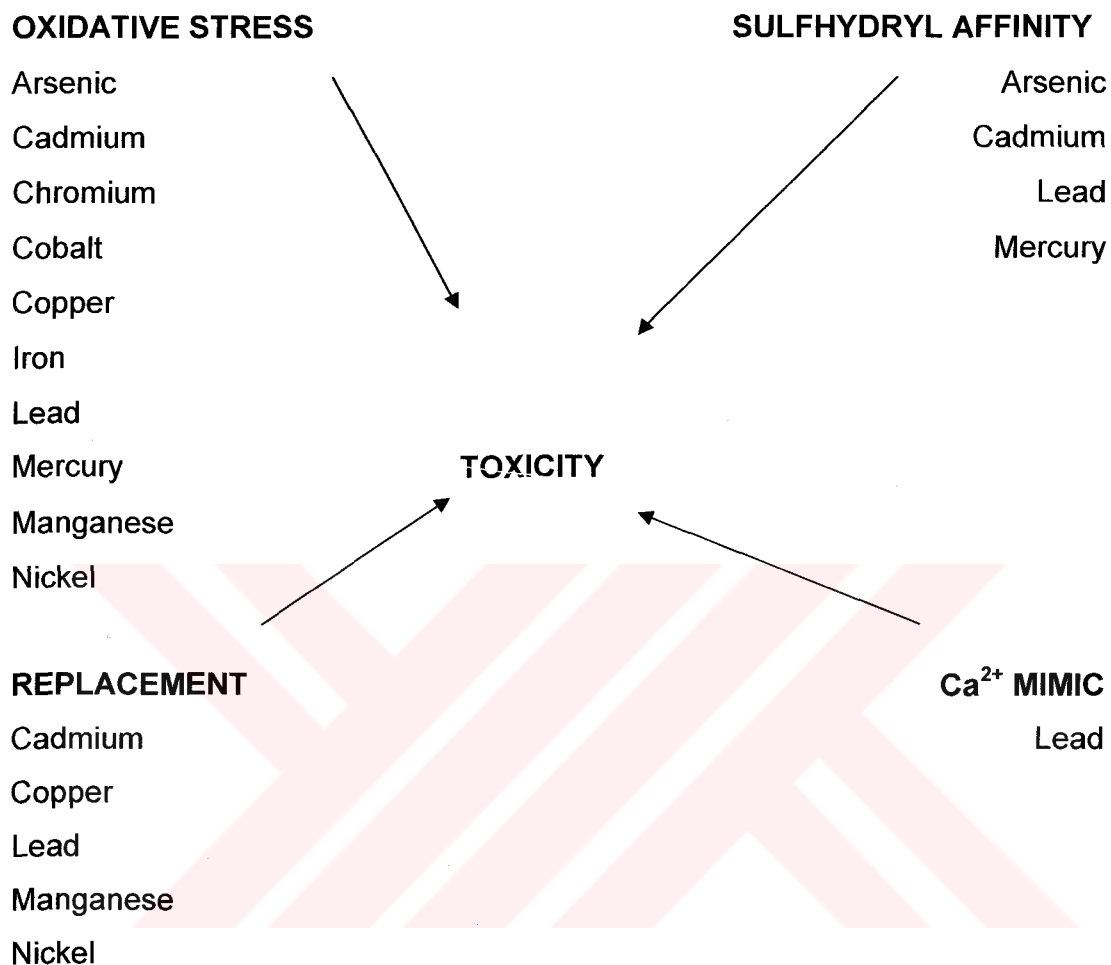 OXIDATIVE STRESS
Arsenic
Cadmium
Chromium
Cobalt
Copper
Iron
Lead
Mercury
Manganese
Nickel
SULFHYDRYL AFFINITY
Arsenic
Cadmium
Lead
Mercury
TOXICITY
REPLACEMENT
Cadmium
Copper
Lead
Manganese
Nickel
Ca²⁺ MIMIC
Lead